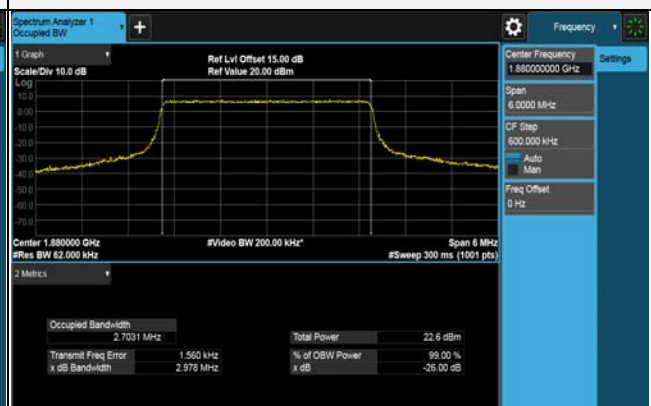 Spectrum Analyzer 1
Occupied BW
Frequency
1 Graph
Scale/Div 10.0 dB
Ref Lvl Offset 15.00 dB
Ref Value 20.00 dBm
Log
10.0
0.00
-10.0
-20.0
-30.0
-40.0
-50.0
-60.0
-70.0
Center 1.880000 GHz
#Res BW 62.000 kHz
#Video BW 200.00 kHz*
Span 6 MHz
#Sweep 300 ms (1001 pts)
2 Metrics
Occupied Bandwidth
2.7031 MHz
Transmit Freq Error 1.560 kHz
x dB Bandwidth 2.978 MHz
Total Power 22.6 dBm
% of OBW Power 99.00 %
x dB -26.00 dB
Center Frequency
1.880000000 GHz
Span
6.0000 MHz
CF Step
600.000 kHz
Auto
Man
Freq Offset
0 Hz
Settings